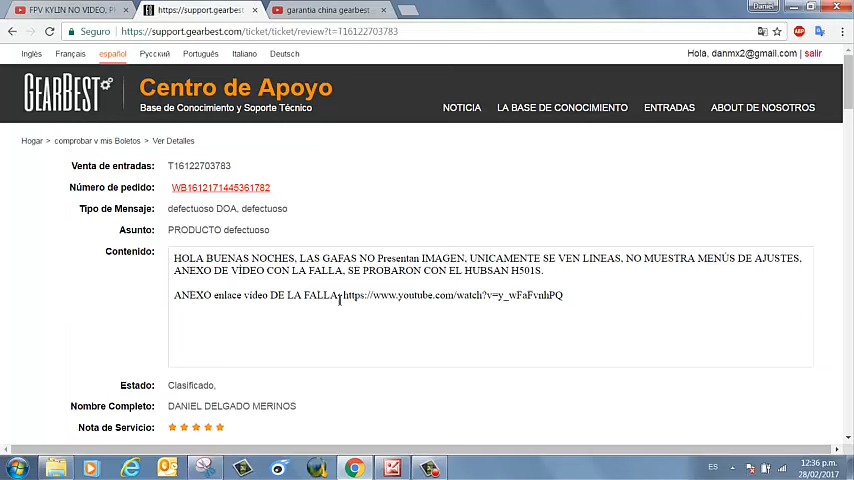 FPV KYLIN NO VIDEO, P
https://support.gearbest
garantia china gearbest
Daniel
Seguro
https://support.gearbest.com/ticket/ticket/review?t=T16122703783
Inglés Français español Русский Português Italiano Deutsch
Hola, danmx2@gmail.com | salir
GEARBEST
Centro de Apoyo
Base de Conocimiento y Soporte Técnico
NOTICIA LA BASE DE CONOCIMIENTO ENTRADAS ABOUT DE NOSOTROS
Hogar > comprobar v mis Boletos > Ver Detalles
Venta de entradas: T16122703783
Número de pedido: WB1612171445361782
Tipo de Mensaje: defectuoso DOA, defectuoso
Asunto: PRODUCTO defectuoso
Contenido:
HOLA BUENAS NOCHES, LAS GAFAS NO Presentan IMAGEN, UNICAMENTE SE VEN LINEAS, NO MUESTRA MENÚS DE AJUSTES,
ANEXO DE VÍDEO CON LA FALLA, SE PROBARON CON EL HUBSAN H501S.
ANEXO enlace vídeo DE LA FALLA: https://www.youtube.com/watch?v=y_wFaFvnhPQ
Estado: Clasificado,
Nombre Completo: DANIEL DELGADO MERINOS
Nota de Servicio:
ES
12:36 p.m.
28/02/2017